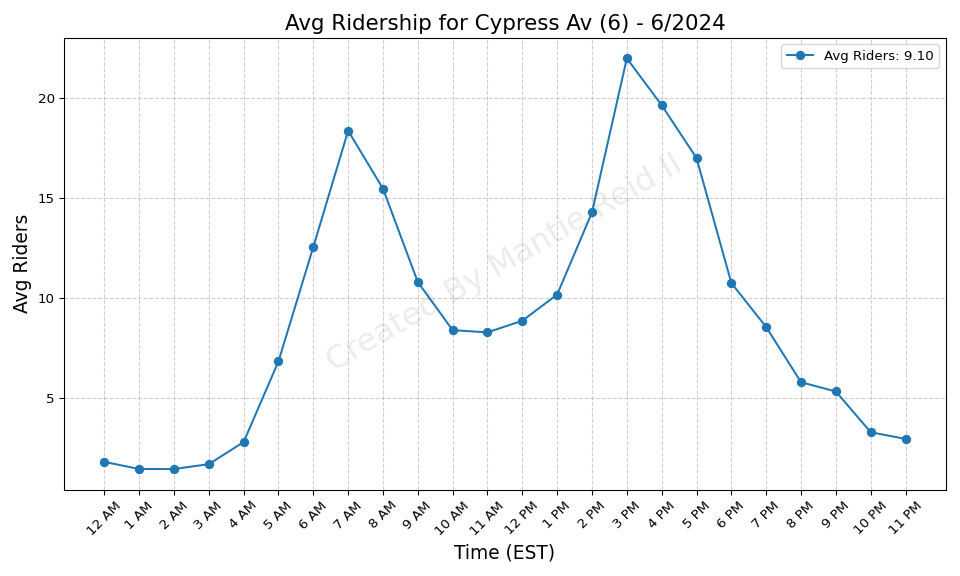 Avg Ridership for Cypress Av (6) - 6/2024
Avg Riders: 9.10
Avg Riders
20
15
10
5
Created By Mantie Reid II
12 AM
1 AM
2 AM
3 AM
4 AM
5 AM
6 AM
7 AM
8 AM
9 AM
10 AM
11 AM
12 PM
1 PM
2 PM
3 PM
4 PM
5 PM
6 PM
7 PM
8 PM
9 PM
10 PM
11 PM
Time (EST)